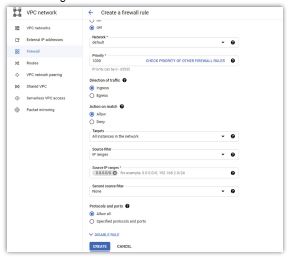 VPC network
Create a firewall rule
VPC networks
External IP addresses
Firewall
Routes
VPC network peering
Shared VPC
Serverless VPC access
Packet mirroring
Off
Network *
default
Priority *
1000
CHECK PRIORITY OF OTHER FIREWALL RULES
Priority can be 0 - 65535
Direction of traffic
Ingress
Egress
Action on match
Allow
Deny
Targets
All instances in the network
Source filter
IP ranges
Source IP ranges *
0.0.0.0/0
for example, 0.0.0.0/0, 192.168.2.0/24
Second source filter
None
Protocols and ports
Allow all
Specified protocols and ports
DISABLE RULE
CREATE
CANCEL